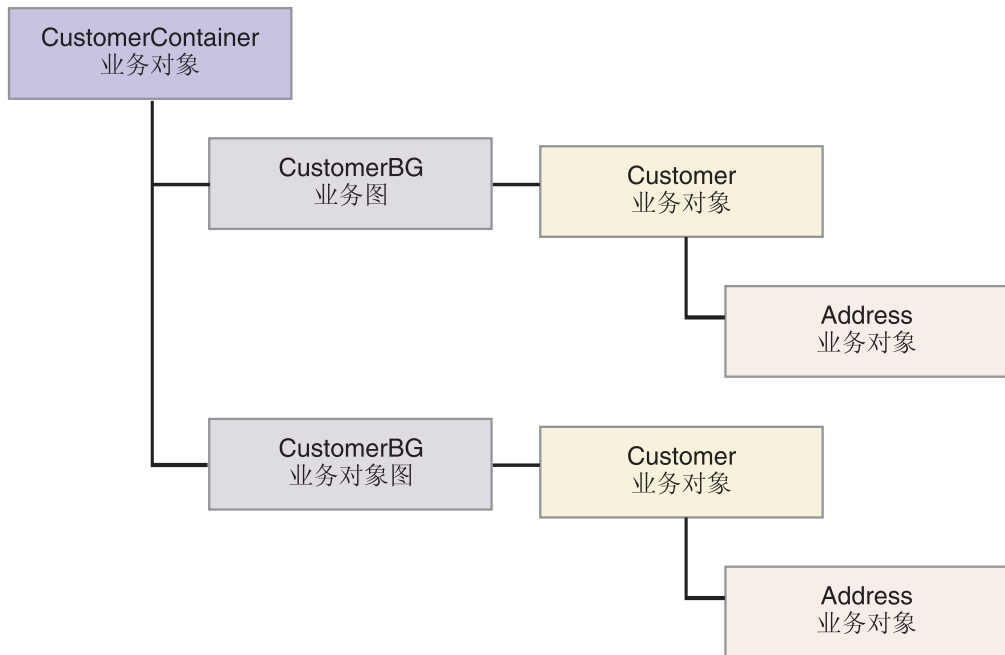 CustomerContainer
业务对象
CustomerBG
业务图
Customer
业务对象
Address
业务对象
CustomerBG
业务对象图
Customer
业务对象
Address
业务对象